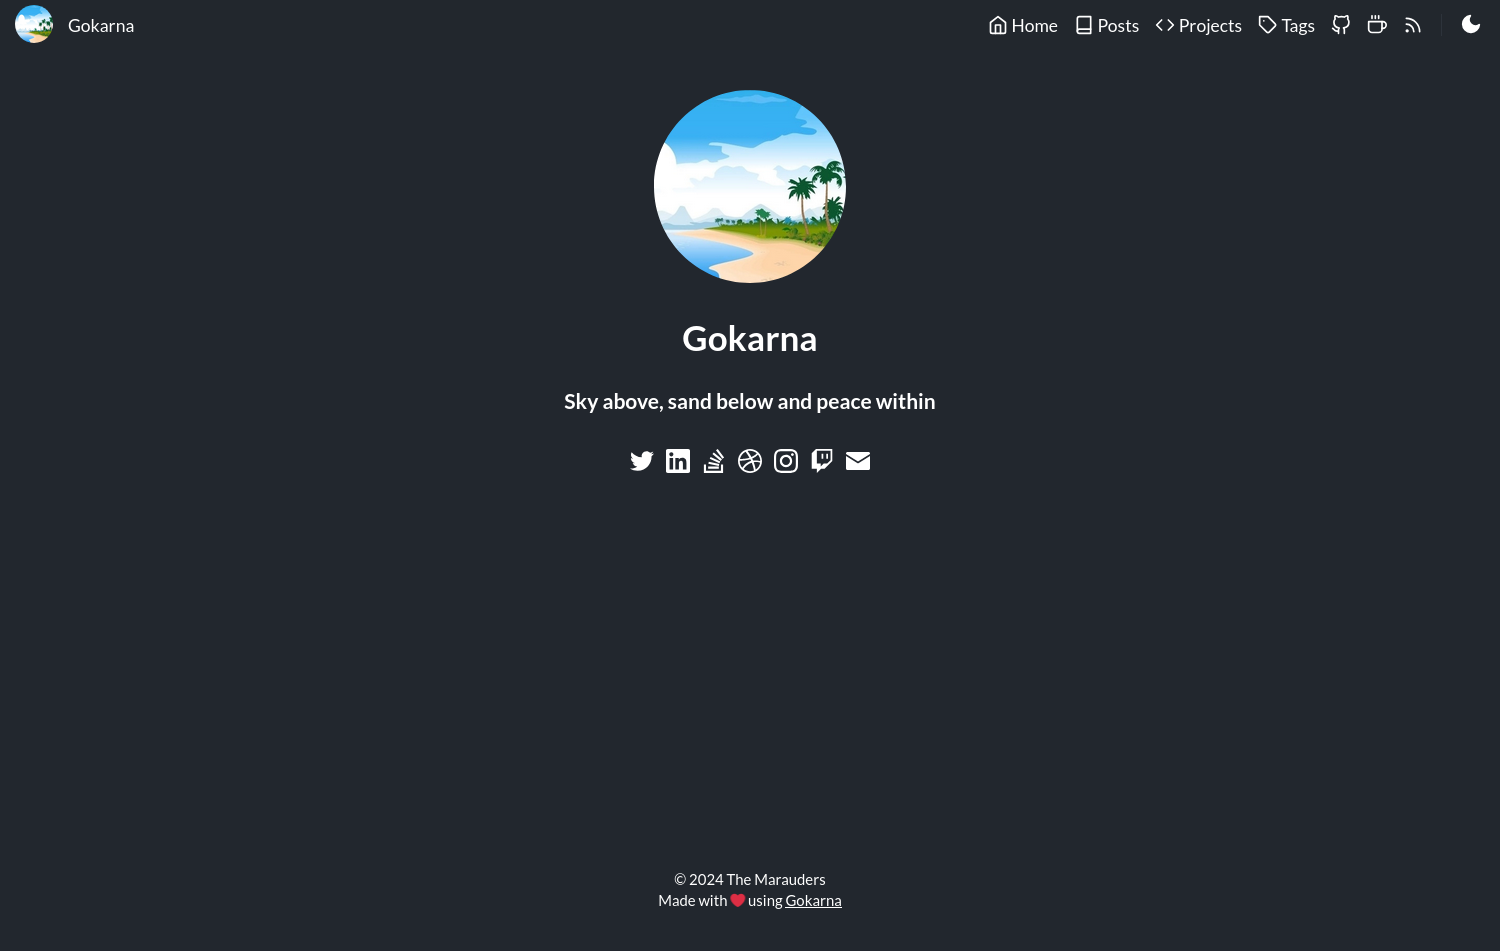 Gokarna
Home Posts Projects Tags
Gokarna
Sky above, sand below and peace within
© 2024 The Marauders
Made with ❤️ using Gokarna